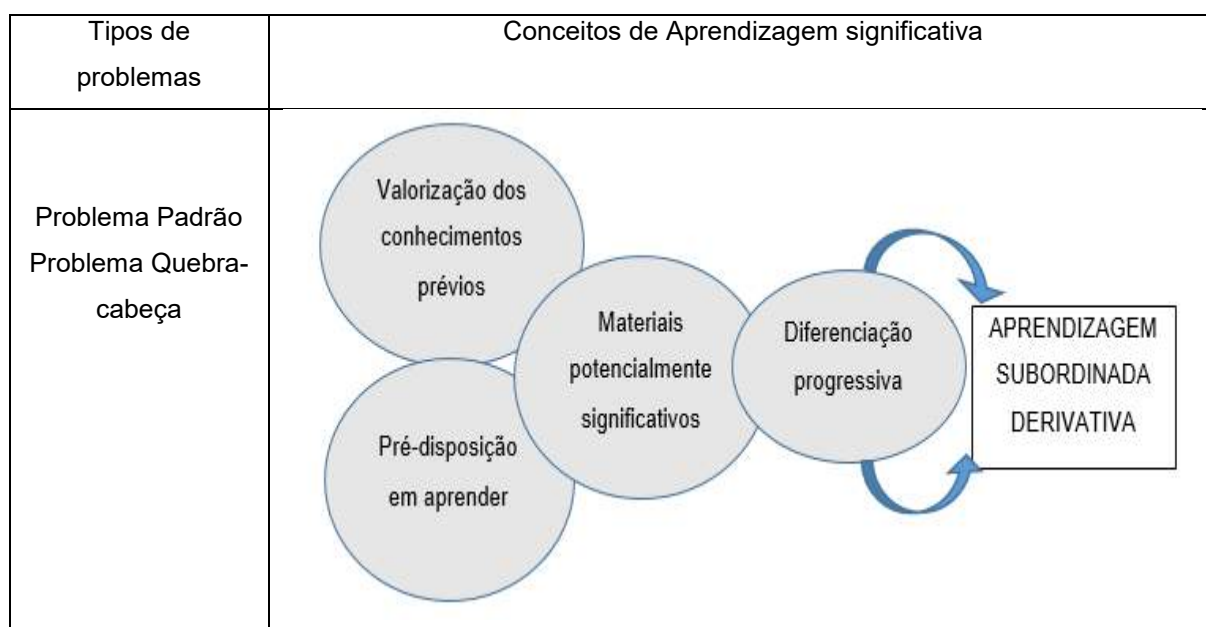 Tipos de
problemas
Conceitos de Aprendizagem significativa
Problema Padrão
Problema Quebra-
cabeça
Valorização dos
conhecimentos
prévios
Pré-disposição
em aprender
Materiais
potencialmente
significativos
Diferenciação
progressiva
APRENDIZAGEM
SUBORDINADA
DERIVATIVA